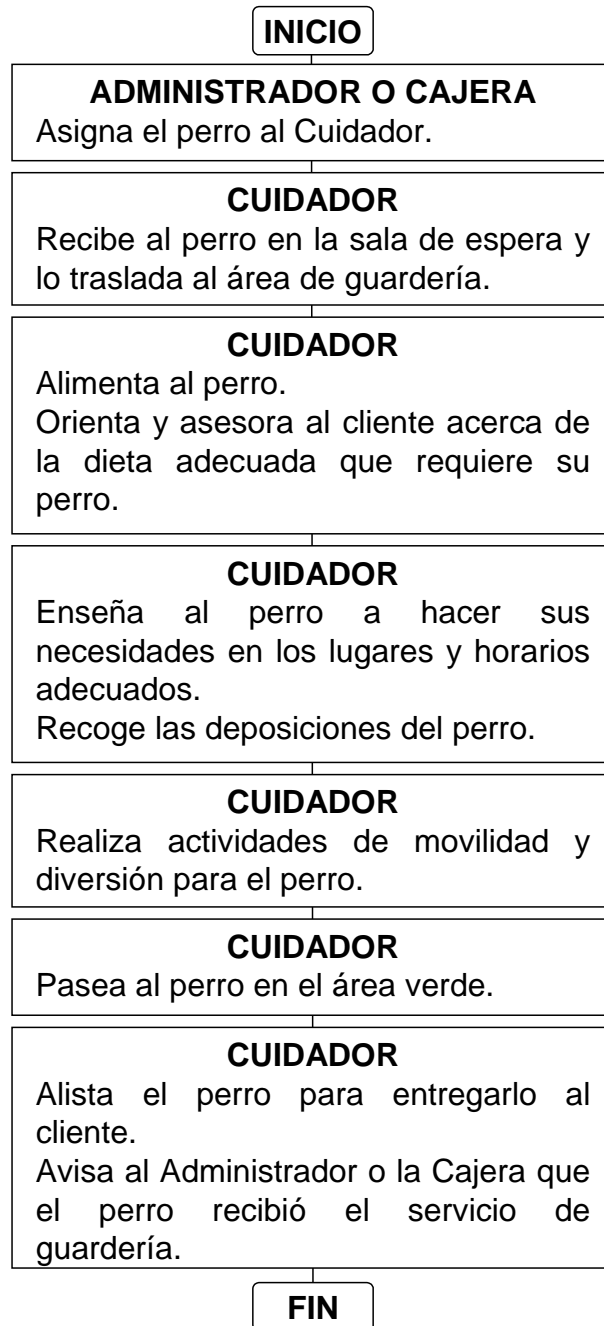 INICIO
ADMINISTRADOR O CAJERA
Asigna el perro al Cuidador.
CUIDADOR
Recibe al perro en la sala de espera y
lo traslada al área de guardería.
CUIDADOR
Alimenta al perro.
Orienta y asesora al cliente acerca de
la dieta adecuada que requiere su
perro.
CUIDADOR
Enseña al perro a hacer sus
necesidades en los lugares y horarios
adecuados.
Recoge las deposiciones del perro.
CUIDADOR
Realiza actividades de movilidad y
diversión para el perro.
CUIDADOR
Pasea al perro en el área verde.
CUIDADOR
Alista el perro para entregarlo al
cliente.
Avisa al Administrador o la Cajera que
el perro recibió el servicio de
guardería.
FIN